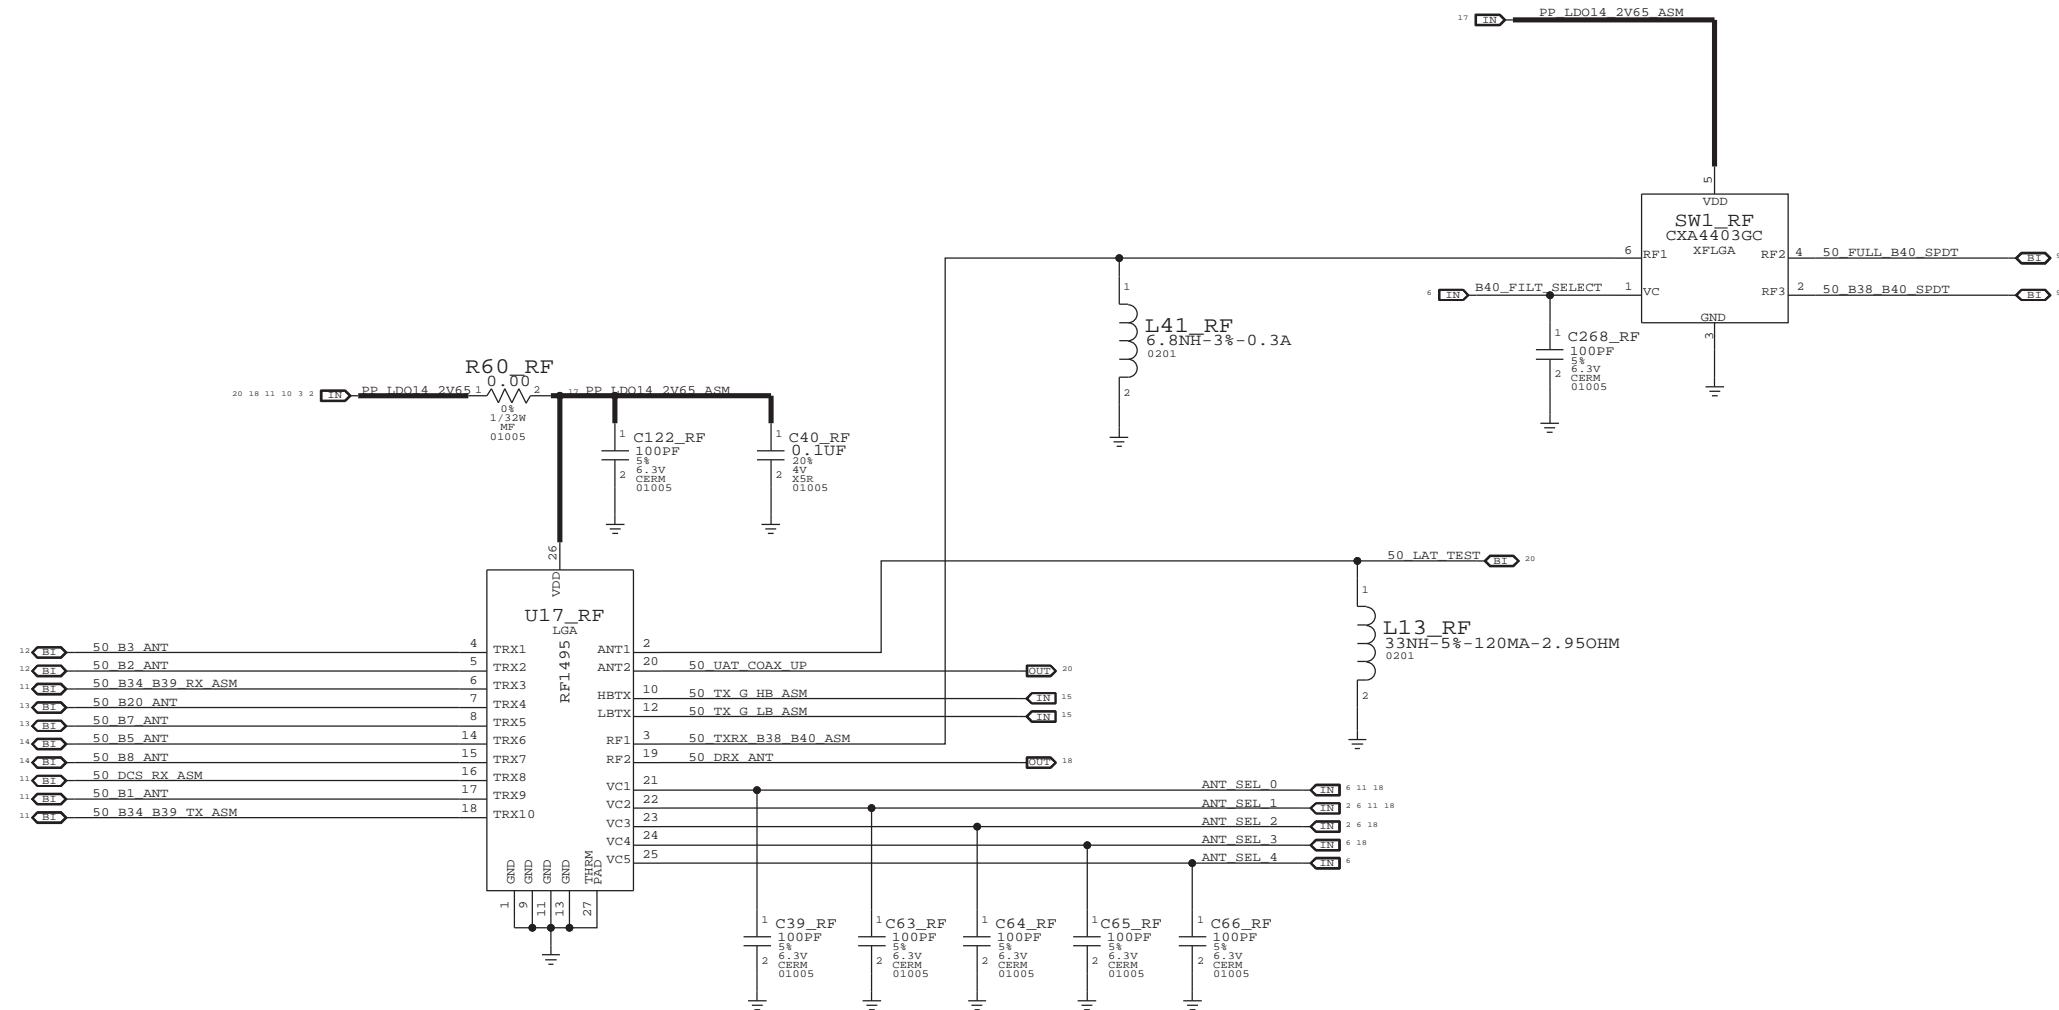 17 IN PP_LDO14_2V65_ASM
5
VDD
SW1_RF
CXA4403GC
XFLGA
6 RF1
RF2 4 50_FULL_B40_SPDT BI
6 IN B40_FILT_SELECT 1 VC
RF3 2 50_B38_B40_SPDT BI
GND
3
1
L41_RF
6.8NH-3%-0.3A
0201
2
1 C268_RF
100PF
5%
6.3V
2 CERM
01005
R60_RF
0.00
20 18 11 10 3 2 IN PP_LDO14_2V65 1 2 17 PP_LDO14_2V65_ASM
0%
1/32W
MF
01005
1 C122_RF
100PF
5%
6.3V
2 CERM
01005
1 C40_RF
0.1UF
20%
4V
2 X5R
01005
26
VDD
U17_RF
LGA
RF1495
50_LAT_TEST BI 20
1
L13_RF
33NH-5%-120MA-2.95OHM
0201
2
12 BI 50_B3_ANT 4 TRX1
12 BI 50_B2_ANT 5 TRX2
11 BI 50_B34_B39_RX_ASM 6 TRX3
13 BI 50_B20_ANT 7 TRX4
13 BI 50_B7_ANT 8 TRX5
14 BI 50_B5_ANT 14 TRX6
14 BI 50_B8_ANT 15 TRX7
11 BI 50_DCS_RX_ASM 16 TRX8
11 BI 50_B1_ANT 17 TRX9
11 BI 50_B34_B39_TX_ASM 18 TRX10
ANT1 2
ANT2 20 50_UAT_COAX_UP OUT 20
HBTX 10 50_TX_G_HB_ASM IN 15
LBTX 12 50_TX_G_LB_ASM IN 15
RF1 3 50_TXRX_B38_B40_ASM
RF2 19 50_DRX_ANT OUT 18
VC1 21 ANT_SEL_0 IN 6 11 18
VC2 22 ANT_SEL_1 IN 2 6 11 18
VC3 23 ANT_SEL_2 IN 2 6 18
VC4 24 ANT_SEL_3 IN 6 18
VC5 25 ANT_SEL_4 IN 6
GND GND GND GND THRM PAD
1 9 11 13 27
1 C39_RF
100PF
5%
6.3V
2 CERM
01005
1 C63_RF
100PF
5%
6.3V
2 CERM
01005
1 C64_RF
100PF
5%
6.3V
2 CERM
01005
1 C65_RF
100PF
5%
6.3V
2 CERM
01005
1 C66_RF
100PF
5%
6.3V
2 CERM
01005